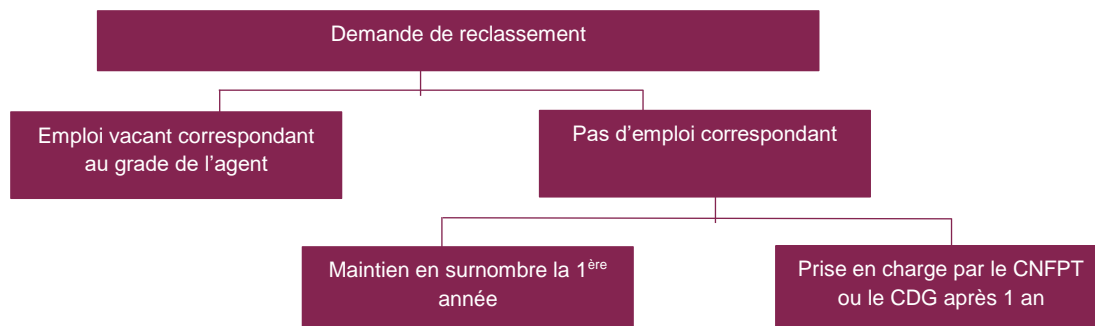 Demande de reclassement
Emploi vacant correspondant
au grade de l’agent
Pas d’emploi correspondant
Maintien en surnombre la 1ère
année
Prise en charge par le CNFPT
ou le CDG après 1 an